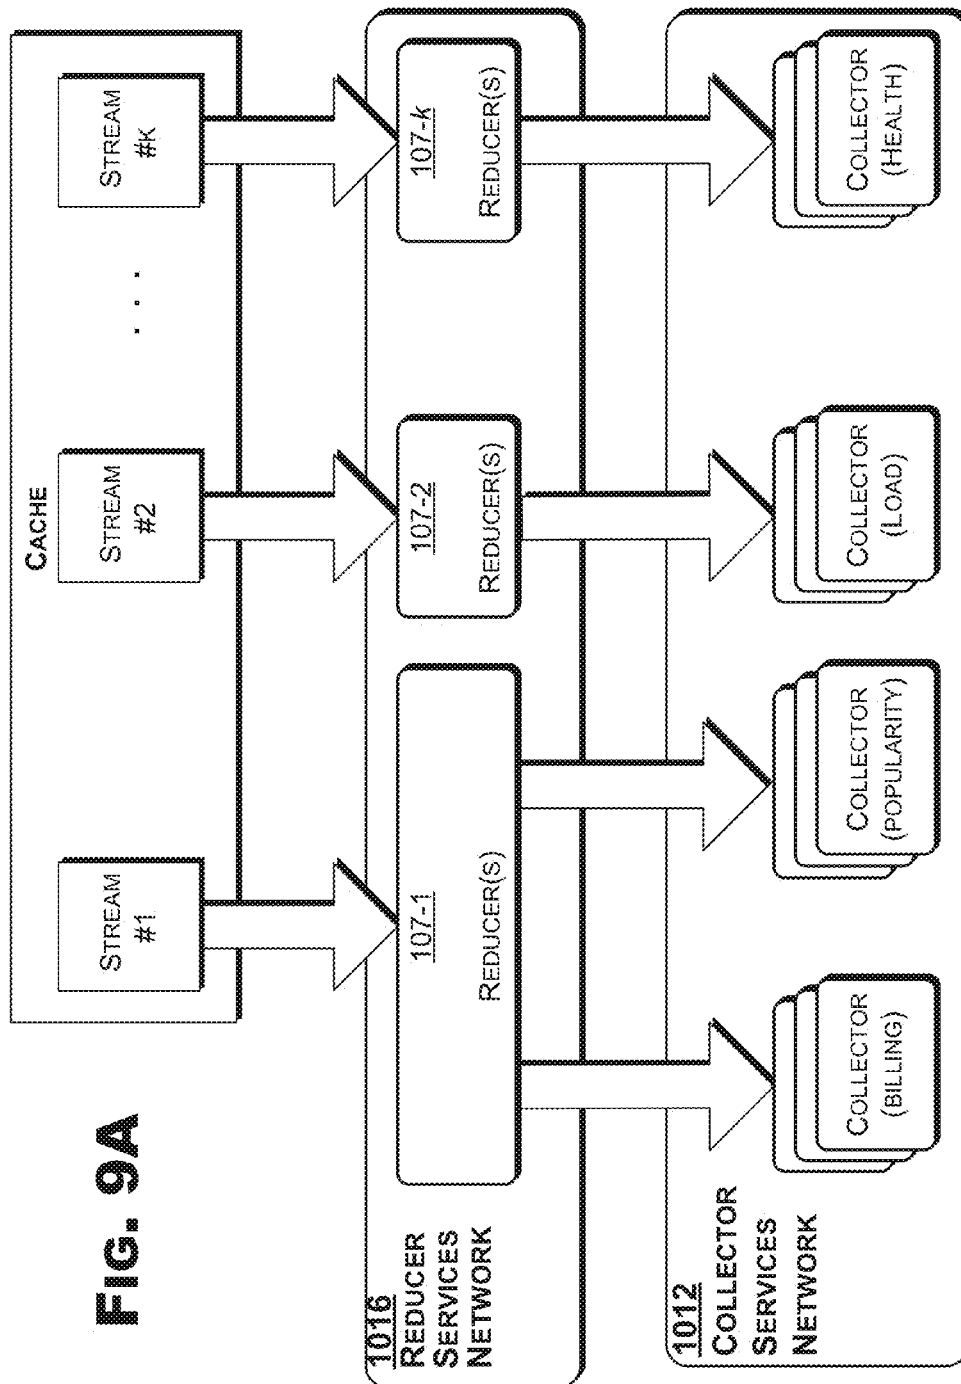 FIG. 9A
CACHE
STREAM
#1
STREAM
#2
. . .
STREAM
#K
1016
REDUCER
SERVICES
NETWORK
107-1
REDUCER(S)
107-2
REDUCER(S)
107-k
REDUCER(S)
1012
COLLECTOR
SERVICES
NETWORK
COLLECTOR
(BILLING)
COLLECTOR
(POPULARITY)
COLLECTOR
(LOAD)
COLLECTOR
(HEALTH)